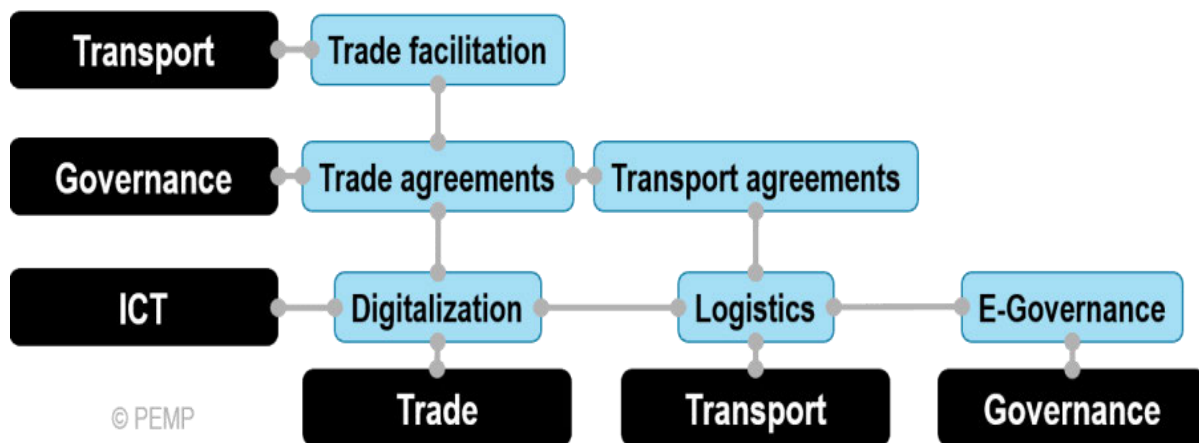 Transport
Trade facilitation
Governance
Trade agreements
Transport agreements
ICT
Digitalization
Logistics
E-Governance
© PEMP
Trade
Transport
Governance